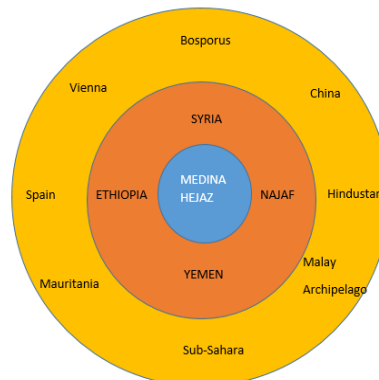 Bosporus
Vienna
China
SYRIA
MEDINA
HEJAZ
Spain
ETHIOPIA
NAJAF
Hindustan
Malay
Archipelago
YEMEN
Mauritania
Sub-Sahara